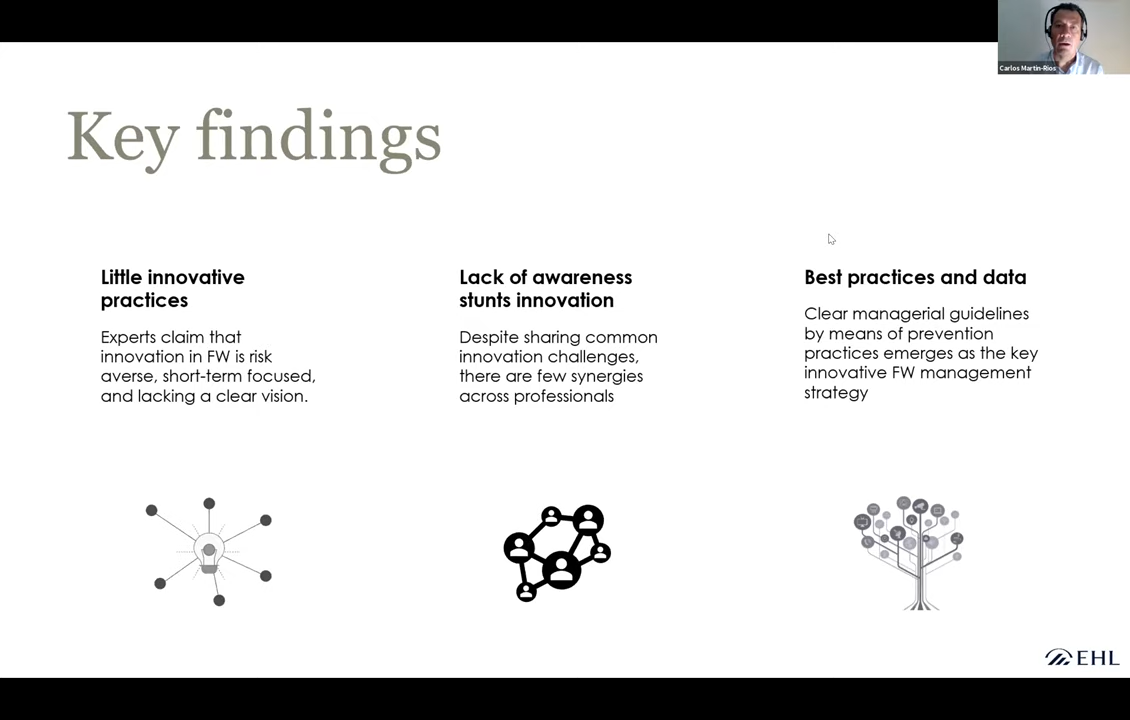 Carlos Martin-Rios
Key findings
Little innovative
practices
Experts claim that
innovation in FW is risk
averse, short-term focused,
and lacking a clear vision.
Lack of awareness
stunts innovation
Despite sharing common
innovation challenges,
there are few synergies
across professionals
Best practices and data
Clear managerial guidelines
by means of prevention
practices emerges as the key
innovative FW management
strategy
EHL